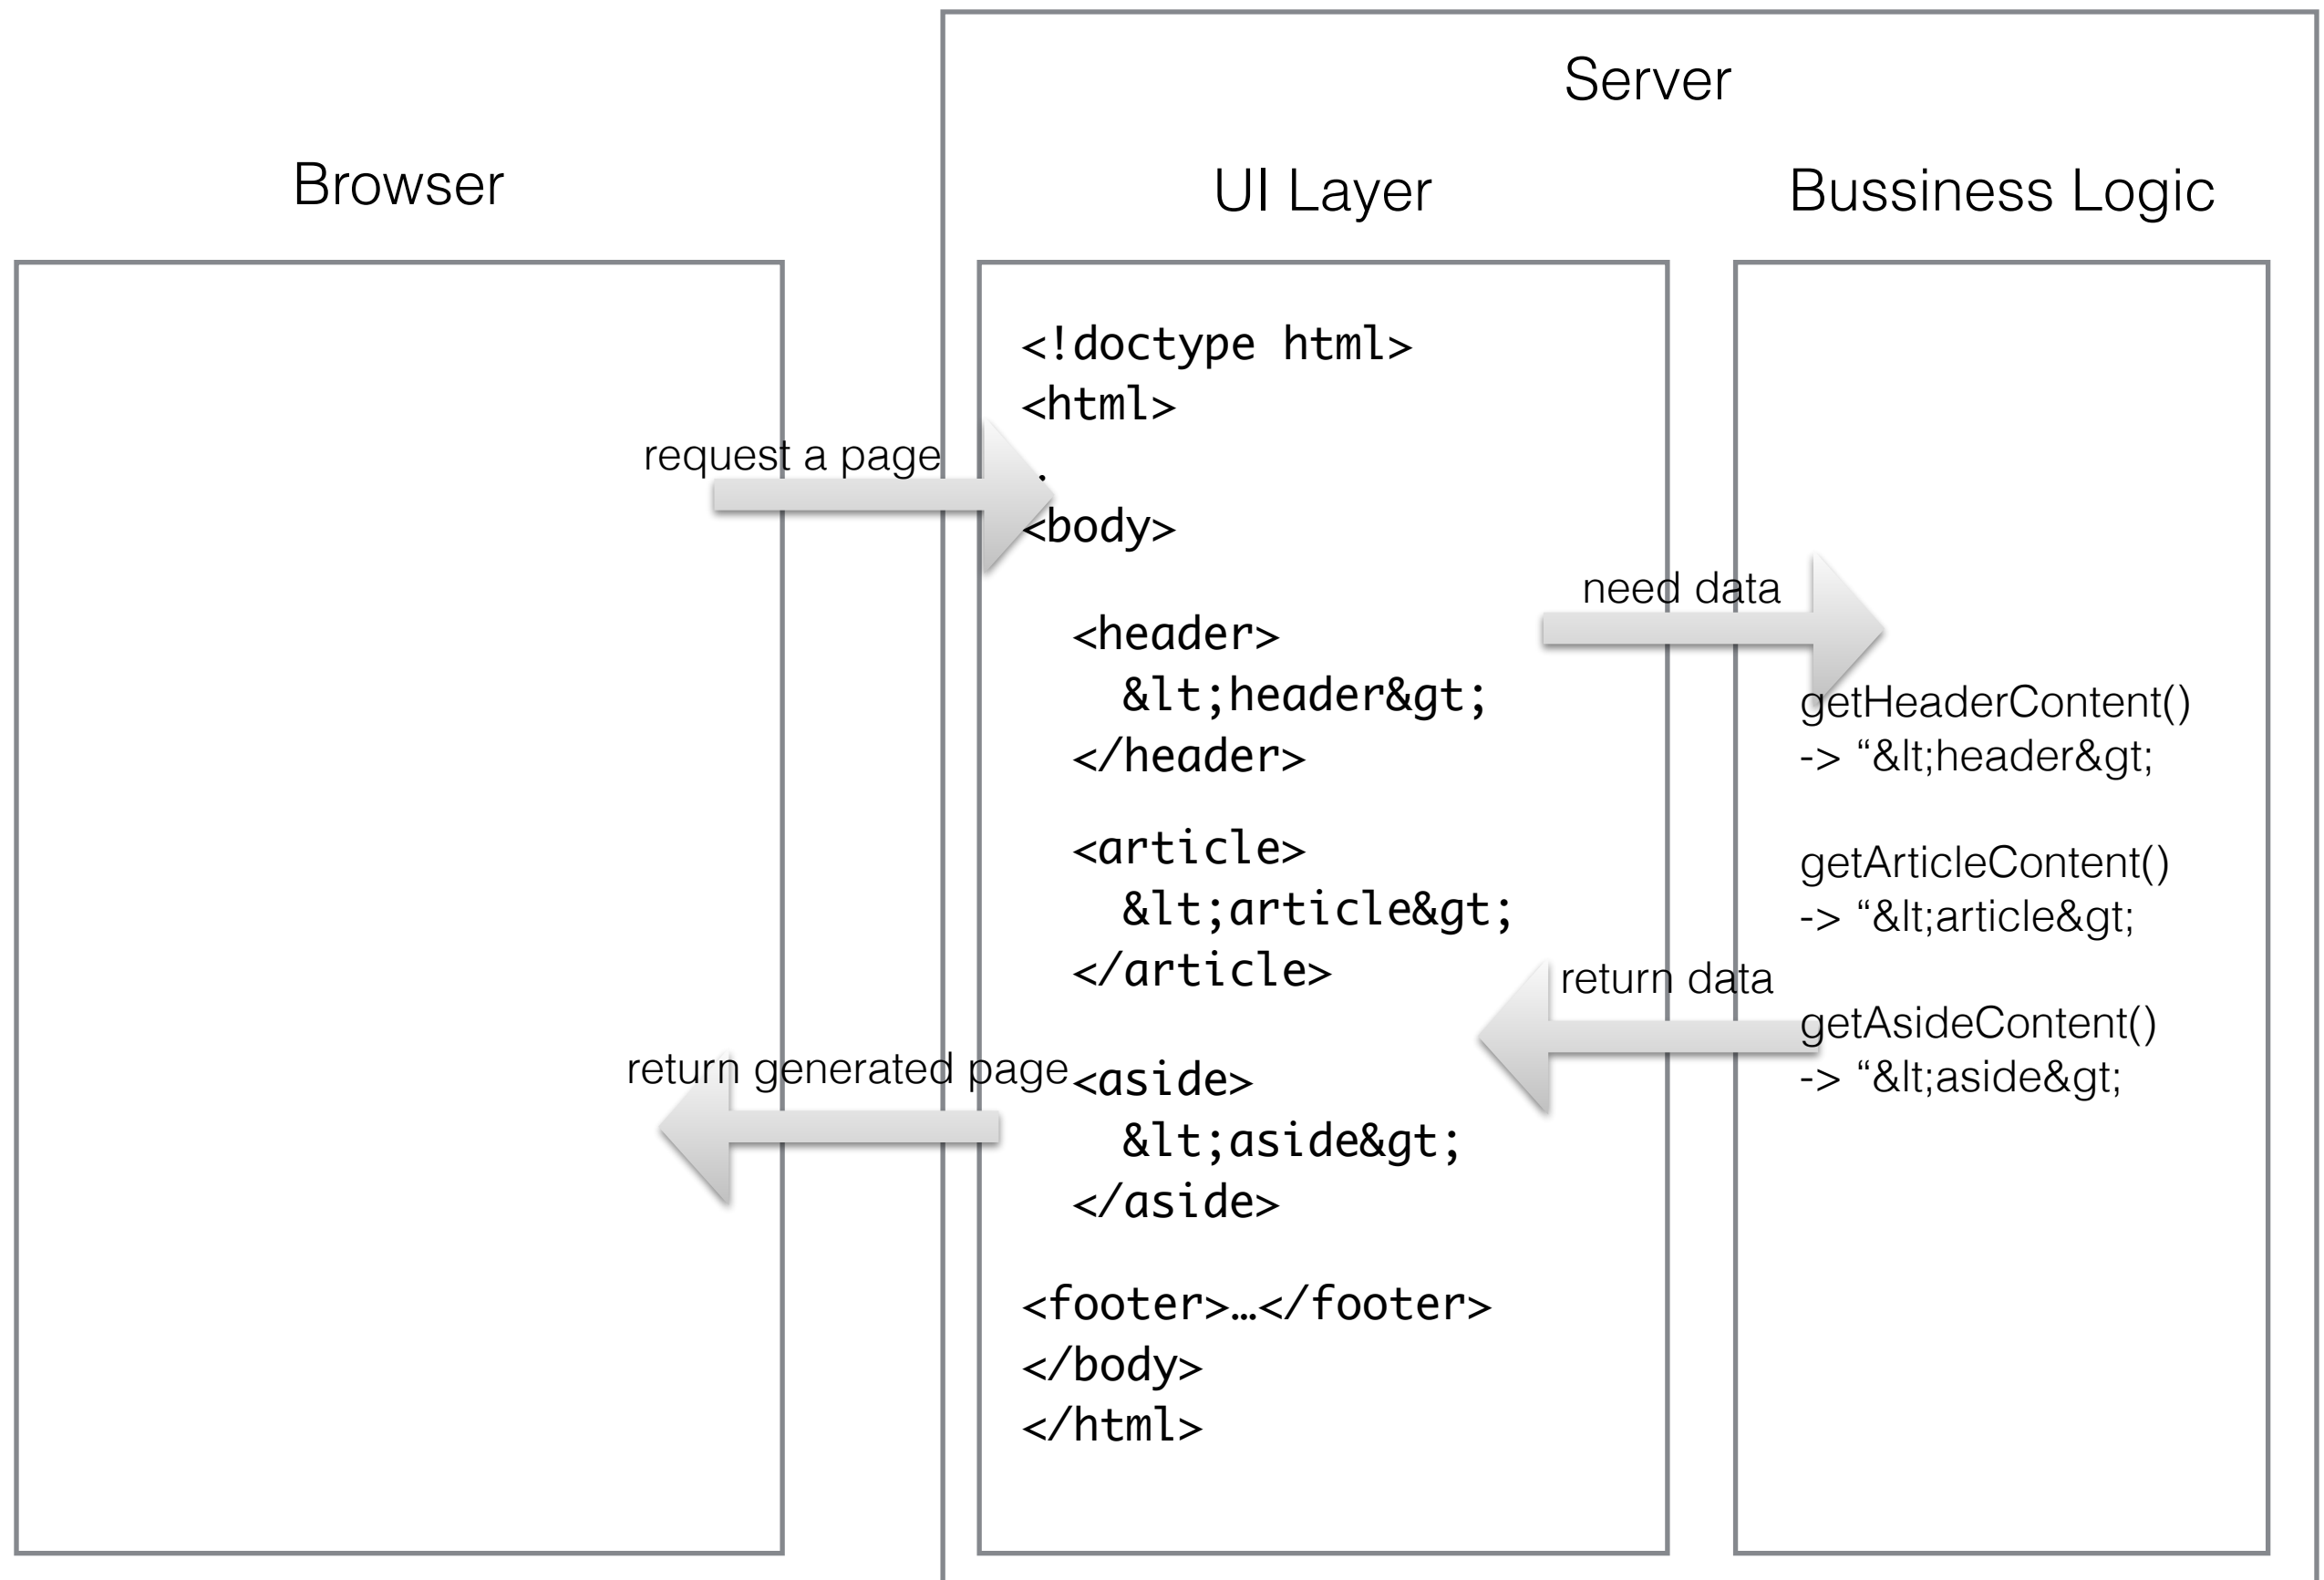 Server
Browser
UI Layer
Bussiness Logic
request a page
<!doctype html>
<html>
.
<body>
<header>
&lt;header&gt;
</header>
<article>
&lt;article&gt;
</article>
<aside>
&lt;aside&gt;
</aside>
<footer>…</footer>
</body>
</html>
need data
getHeaderContent()
-> “&lt;header&gt;
getArticleContent()
-> “&lt;article&gt;
return data
getAsideContent()
-> “&lt;aside&gt;
return generated page